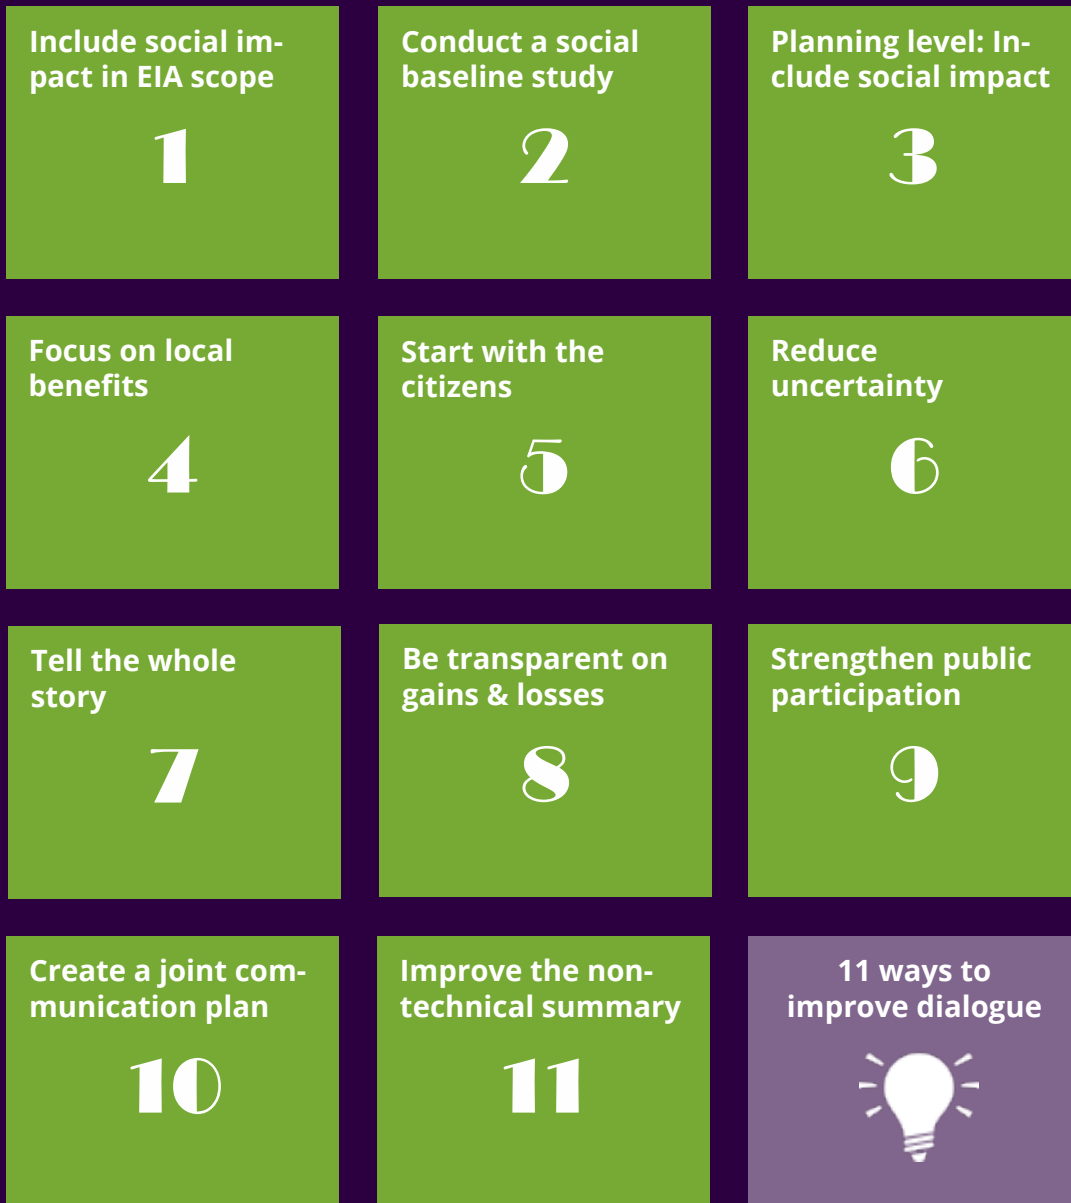 Include social im-
pact in EIA scope
1
Conduct a social
baseline study
2
Planning level: In-
clude social impact
3
Focus on local
benefits
4
Start with the
citizens
5
Reduce
uncertainty
6
Tell the whole
story
7
Be transparent on
gains & losses
8
Strengthen public
participation
9
Create a joint com-
munication plan
10
Improve the non-
technical summary
11
11 ways to
improve dialogue